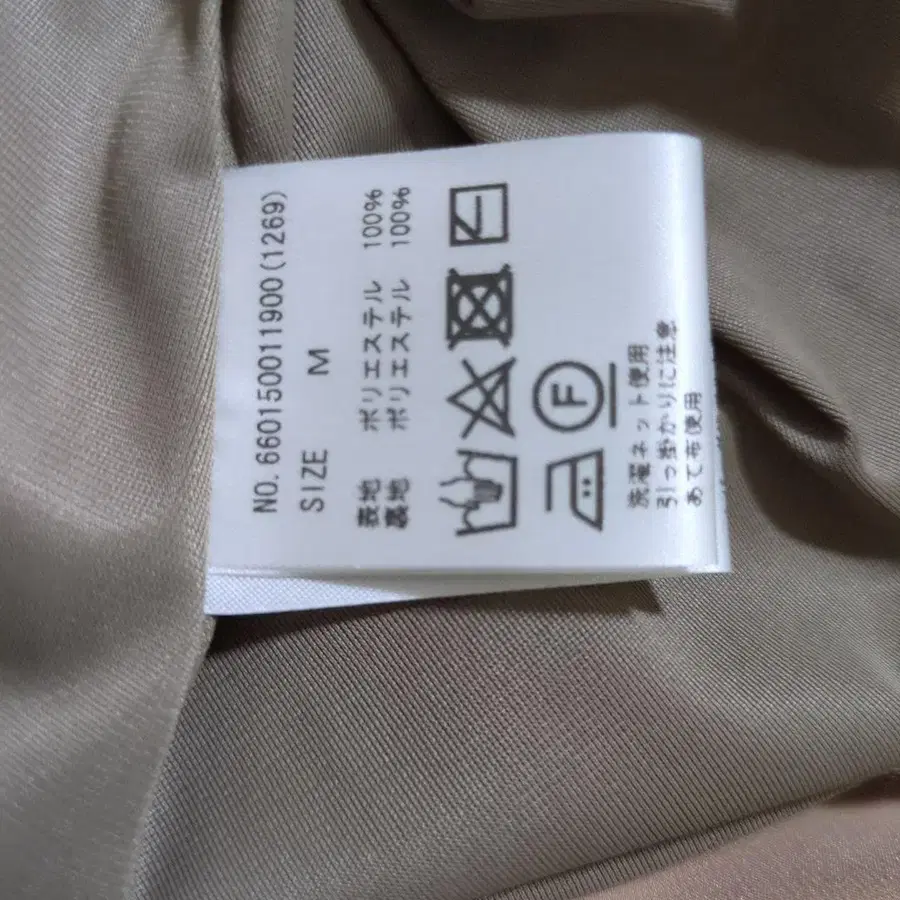 NO. 660150011900(1269)
SIZE M
表地 ポリエステル 100%
裏地 ポリエステル 100%
F
洗濯ネット使用
引っ掛かりに注意
あて布使用